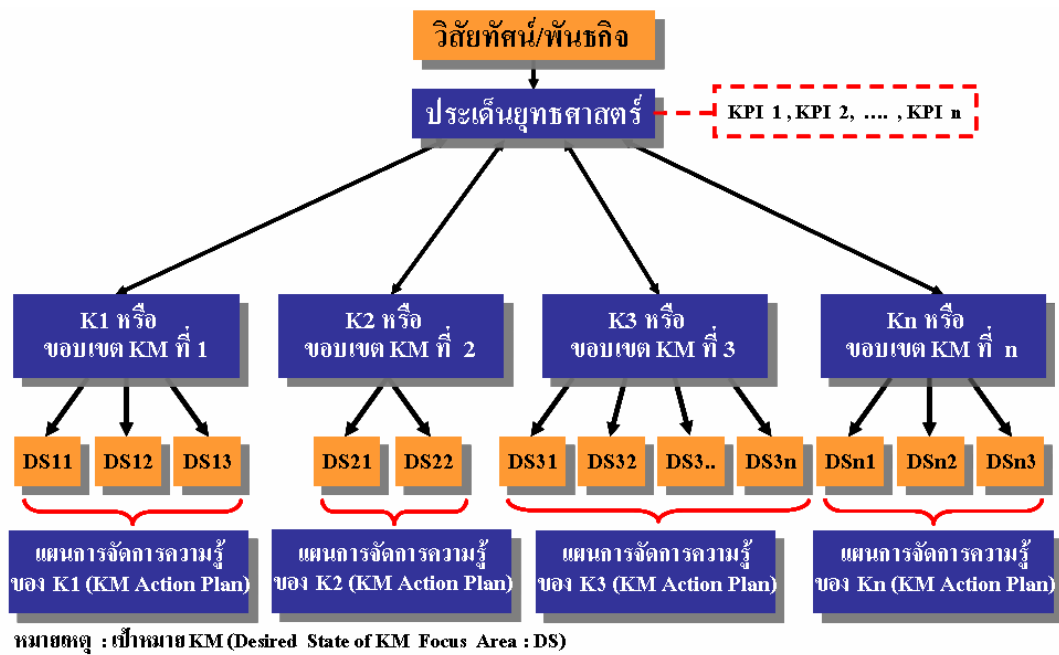 วิสัยทัศน์/พันธกิจ
ประเด็นยุทธศาสตร์
KPI 1 , KPI 2, .... , KPI n
K1 หรือ
ขอบเขต KM ที่ 1
K2 หรือ
ขอบเขต KM ที่ 2
K3 หรือ
ขอบเขต KM ที่ 3
Kn หรือ
ขอบเขต KM ที่ n
DS11
DS12
DS13
DS21
DS22
DS31
DS32
DS3..
DS3n
DSn1
DSn2
DSn3
แผนการจัดการความรู้
ของ K1 (KM Action Plan)
แผนการจัดการความรู้
ของ K2 (KM Action Plan)
แผนการจัดการความรู้
ของ K3 (KM Action Plan)
แผนการจัดการความรู้
ของ Kn (KM Action Plan)
หมายเหตุ : เป้าหมาย KM (Desired State of KM Focus Area : DS)